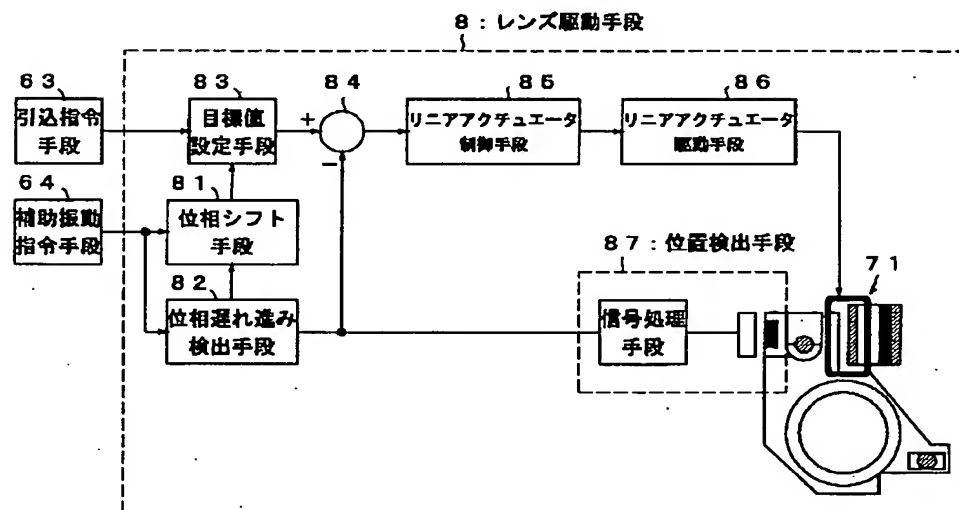 8：レンズ駆動手段
63
引込指令
手段
83
目標値
設定手段
+
－
84
85
リニアアクチュエータ
制御手段
86
リニアアクチュエータ
駆動手段
64
補助振動
指令手段
81
位相シフト
手段
82
位相遅れ進み
検出手段
87：位置検出手段
信号処理
手段
71